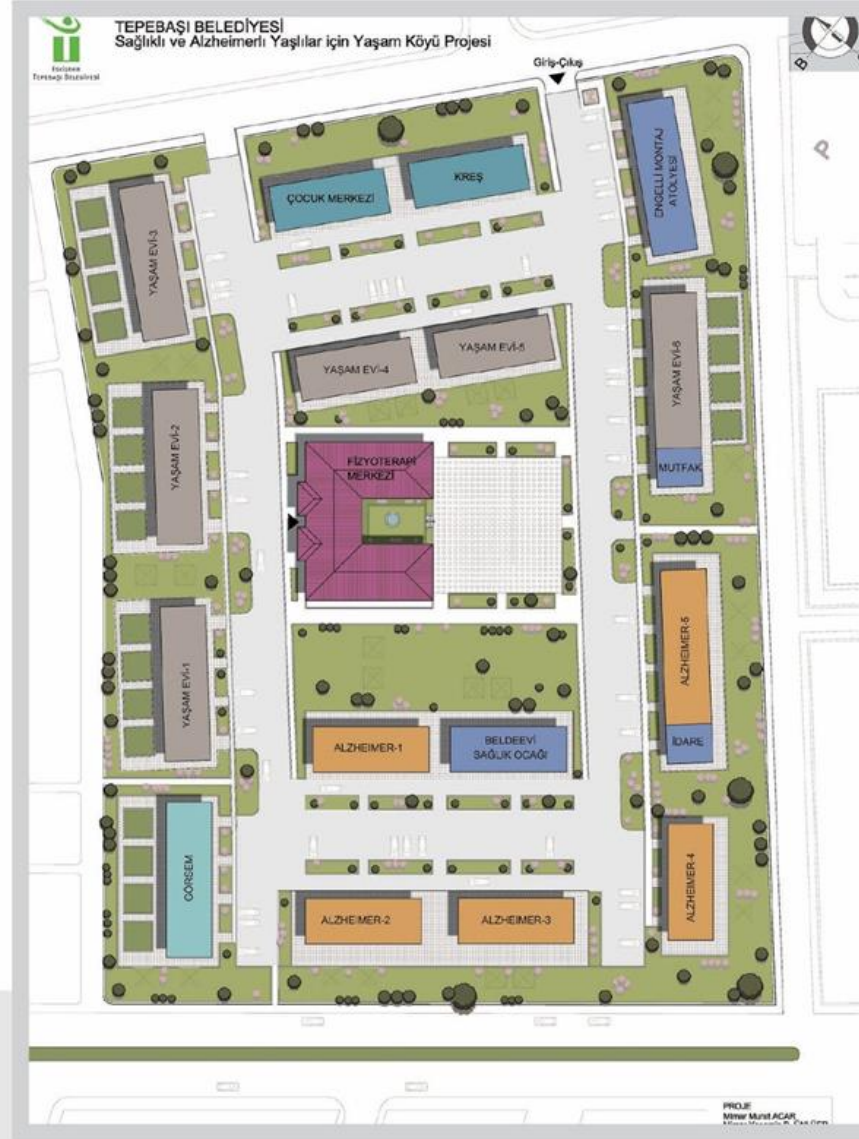 TEPEBAŞI BELEDİYESİ
Sağlıklı ve Alzheimerlı Yaşlılar için Yaşam Köyü Projesi
Tepebaşı Belediyesi
Giriş-Çıkış
B
P
ENGELLİ MONTAJ
ATÖLYESİ
KREŞ
ÇOCUK MERKEZİ
YAŞAM EVİ-3
YAŞAM EVİ-5
YAŞAM EVİ-4
YAŞAM EVİ-6
MUTFAK
YAŞAM EVİ-2
FİZYOTERAPİ
MERKEZİ
YAŞAM EVİ-1
ALZHEIMER-5
İDARE
ALZHEIMER-1
BELDEEVİ
SAĞLIK OCAĞI
GÖRSEM
ALZHEIMER-4
ALZHEIMER-2
ALZHEIMER-3
PROJE
Mimar Murat ACAR